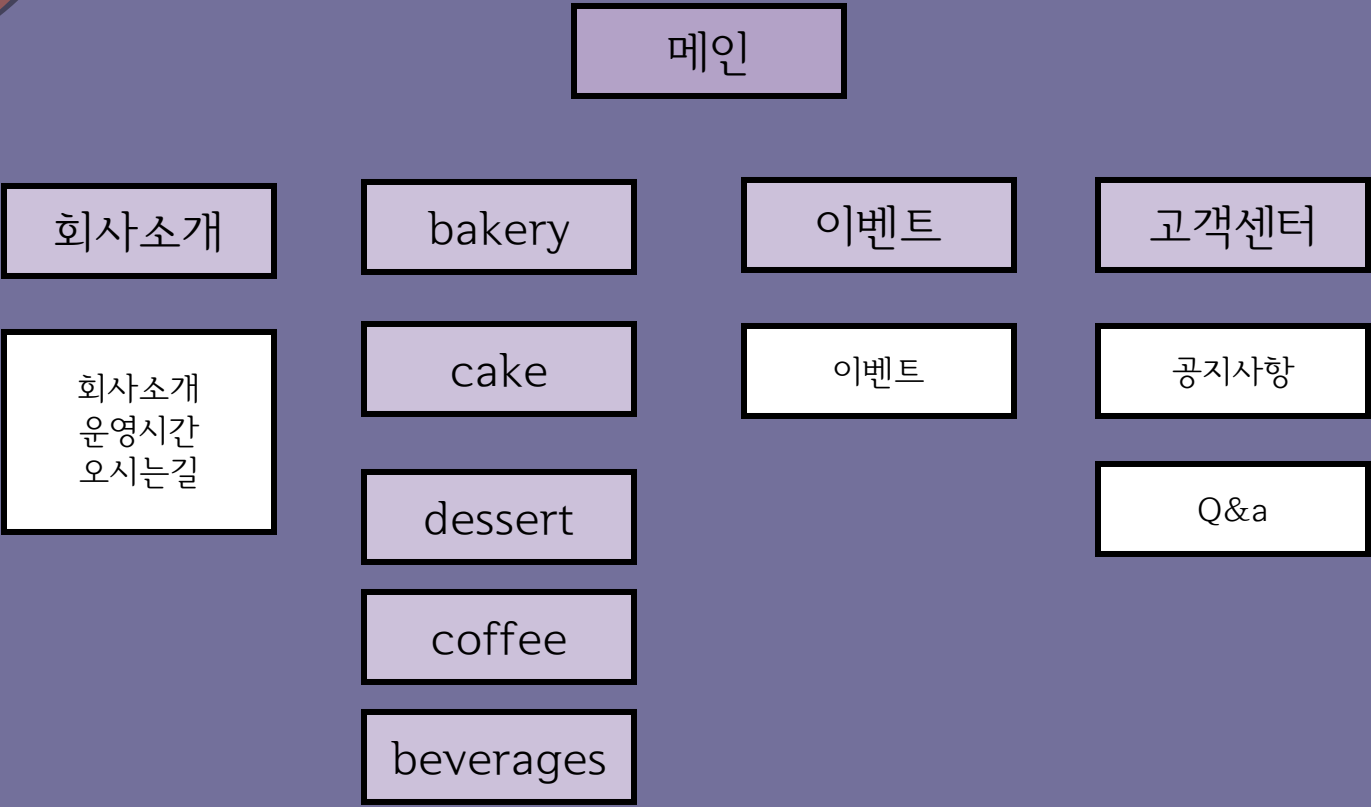 메인
회사소개
bakery
이벤트
고객센터
회사소개
운영시간
오시는길
cake
이벤트
공지사항
dessert
Q&a
coffee
beverages